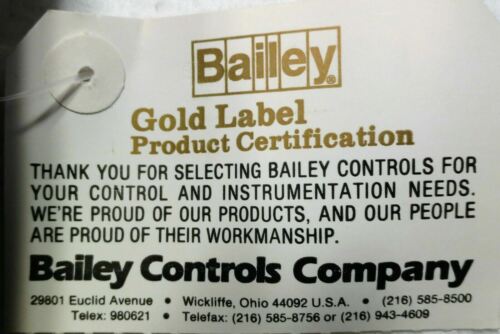 Bailey®
Gold Label
Product Certification
THANK YOU FOR SELECTING BAILEY CONTROLS FOR
YOUR CONTROL AND INSTRUMENTATION NEEDS.
WE'RE PROUD OF OUR PRODUCTS, AND OUR PEOPLE
ARE PROUD OF THEIR WORKMANSHIP.
Bailey Controls Company
29801 Euclid Avenue • Wickliffe, Ohio 44092 U.S.A. • (216) 585-8500
Telex: 980621 • Telefax: (216) 585-8756 or (216) 943-4609